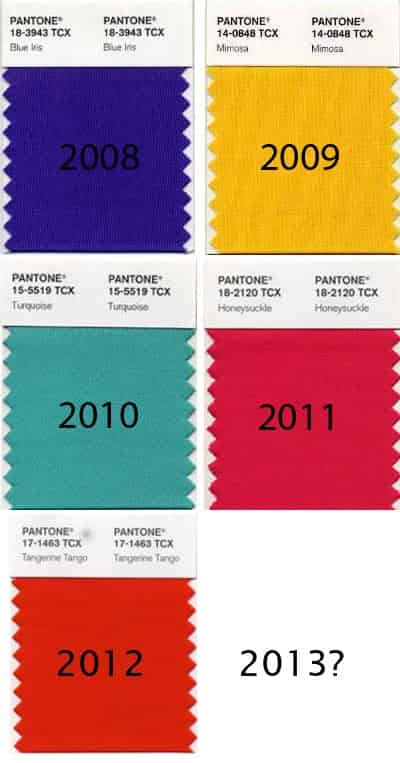 PANTONE® PANTONE®
18-3943 TCX 18-3943 TCX
Blue Iris Blue Iris
2008
PANTONE® PANTONE®
14-0848 TCX 14-0848 TCX
Mimosa Mimosa
2009
PANTONE® PANTONE®
15-5519 TCX 15-5519 TCX
Turquoise Turquoise
2010
PANTONE® PANTONE®
18-2120 TCX 18-2120 TCX
Honeysuckle Honeysuckle
2011
PANTONE® PANTONE®
17-1463 TCX 17-1463 TCX
Tangerine Tango Tangerine Tango
2012
2013?